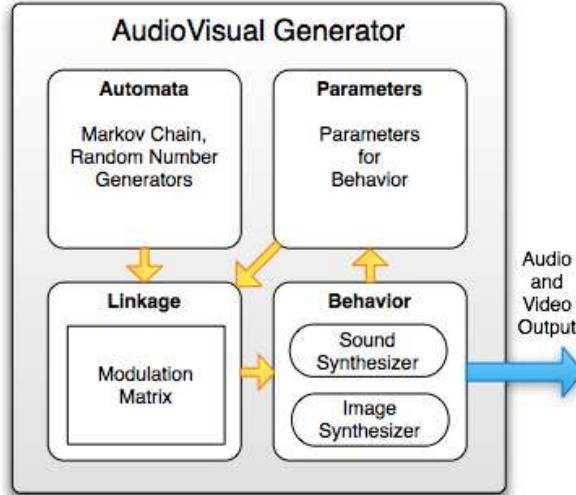 AudioVisual Generator
Automata
Markov Chain,
Random Number
Generators
Parameters
Parameters
for
Behavior
Linkage
Modulation
Matrix
Behavior
Sound
Synthesizer
Image
Synthesizer
Audio
and
Video
Output